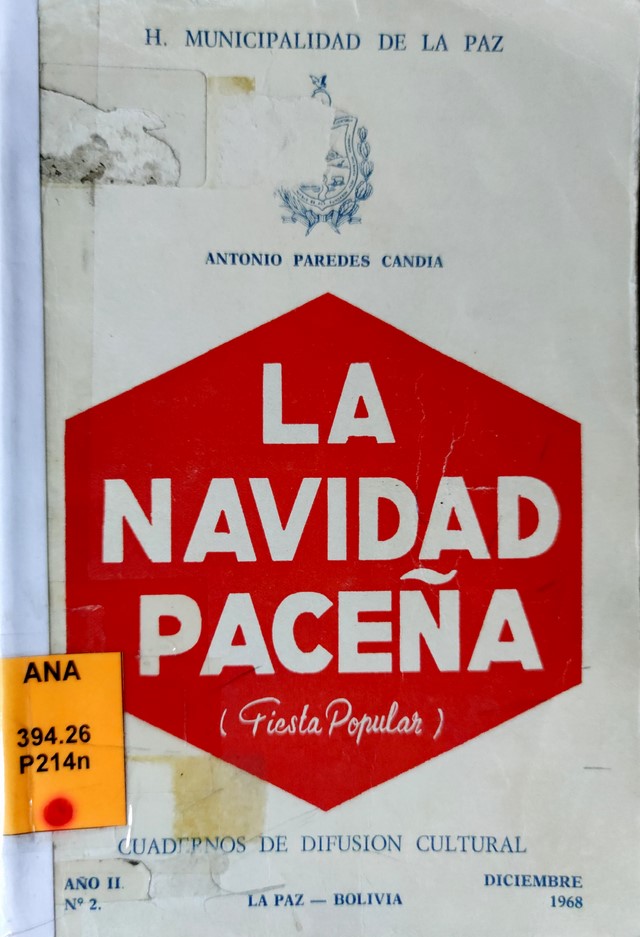 H. MUNICIPALIDAD DE LA PAZ
ANTONIO PAREDES CANDIA
LA
NAVIDAD
PACEÑA
( Fiesta Popular )
ANA
394.26
P214n
CUADERNOS DE DIFUSION CULTURAL
AÑO II.
Nº 2.
LA PAZ — BOLIVIA
DICIEMBRE
1968